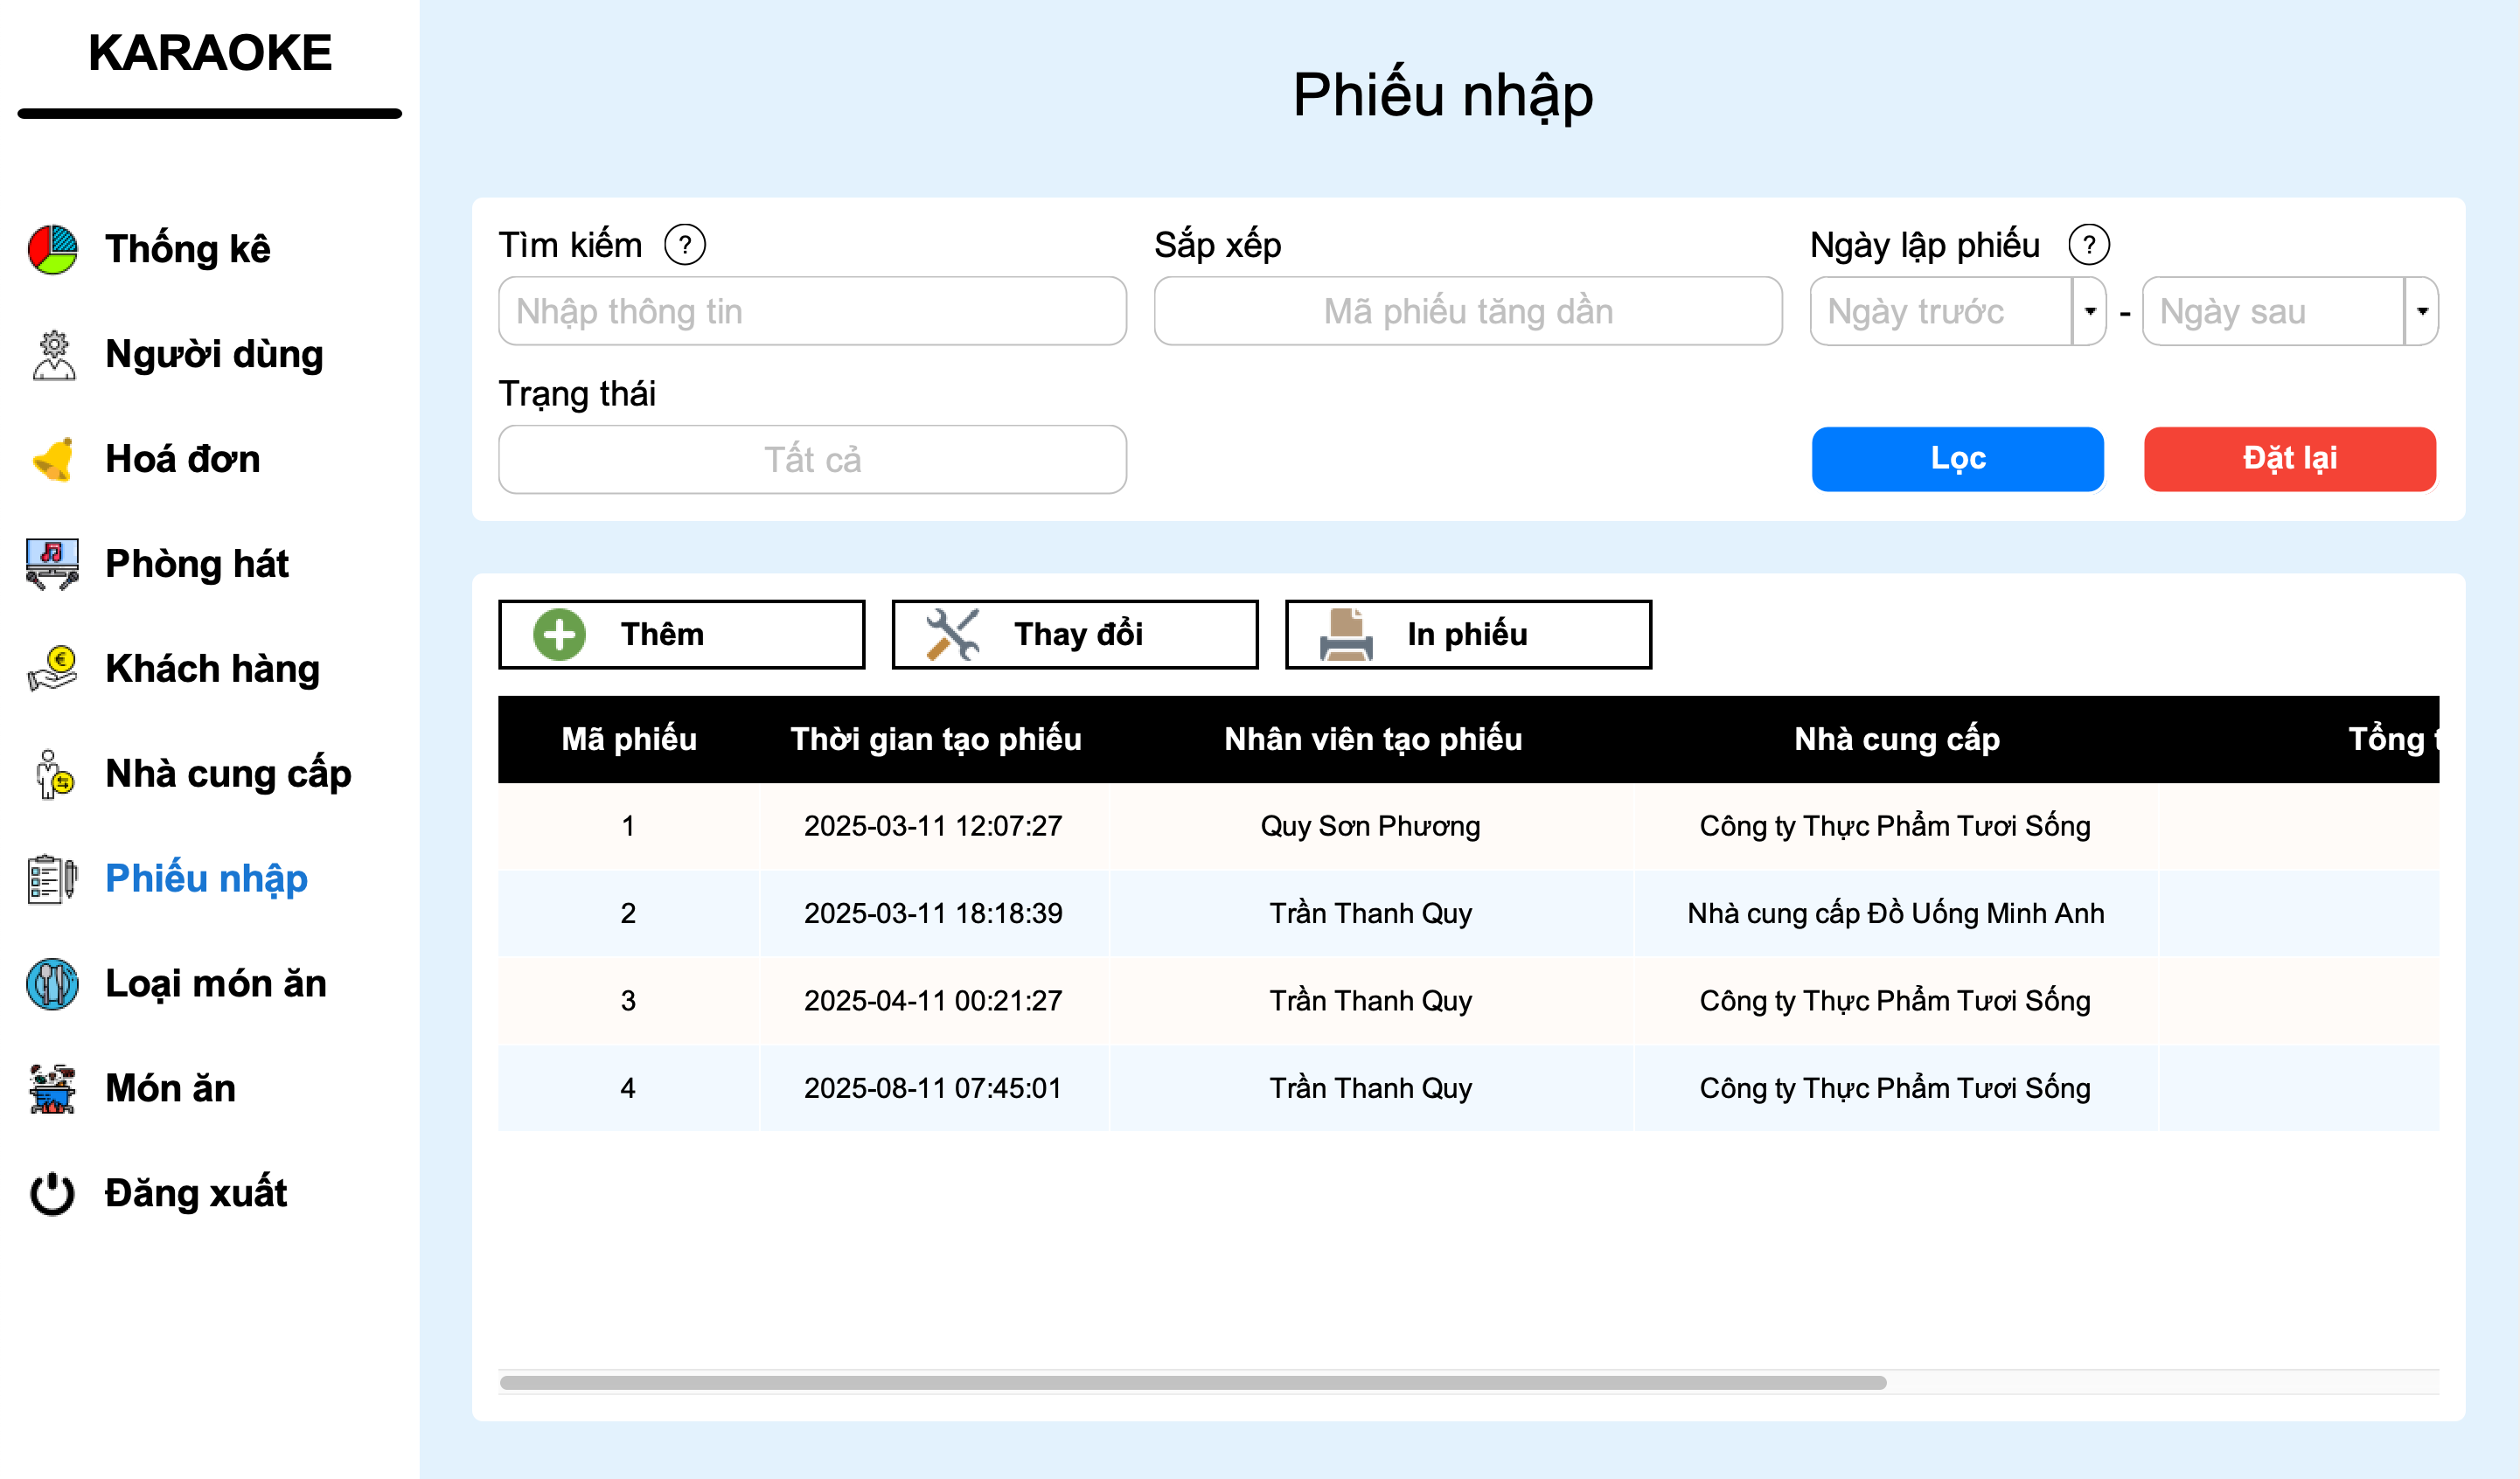 KARAOKE
Thống kê
Người dùng
Hoá đơn
Phòng hát
Khách hàng
Nhà cung cấp
Phiếu nhập
Loại món ăn
Món ăn
Đăng xuất
Phiếu nhập
Tìm kiếm ? Sắp xếp Ngày lập phiếu ?
Nhập thông tin Mã phiếu tăng dần Ngày trước - Ngày sau
Trạng thái
Tất cả Lọc Đặt lại
Thêm Thay đổi In phiếu
Mã phiếu Thời gian tạo phiếu Nhân viên tạo phiếu Nhà cung cấp Tổng
1 2025-03-11 12:07:27 Quy Sơn Phương Công ty Thực Phẩm Tươi Sống
2 2025-03-11 18:18:39 Trần Thanh Quy Nhà cung cấp Đồ Uống Minh Anh
3 2025-04-11 00:21:27 Trần Thanh Quy Công ty Thực Phẩm Tươi Sống
4 2025-08-11 07:45:01 Trần Thanh Quy Công ty Thực Phẩm Tươi Sống